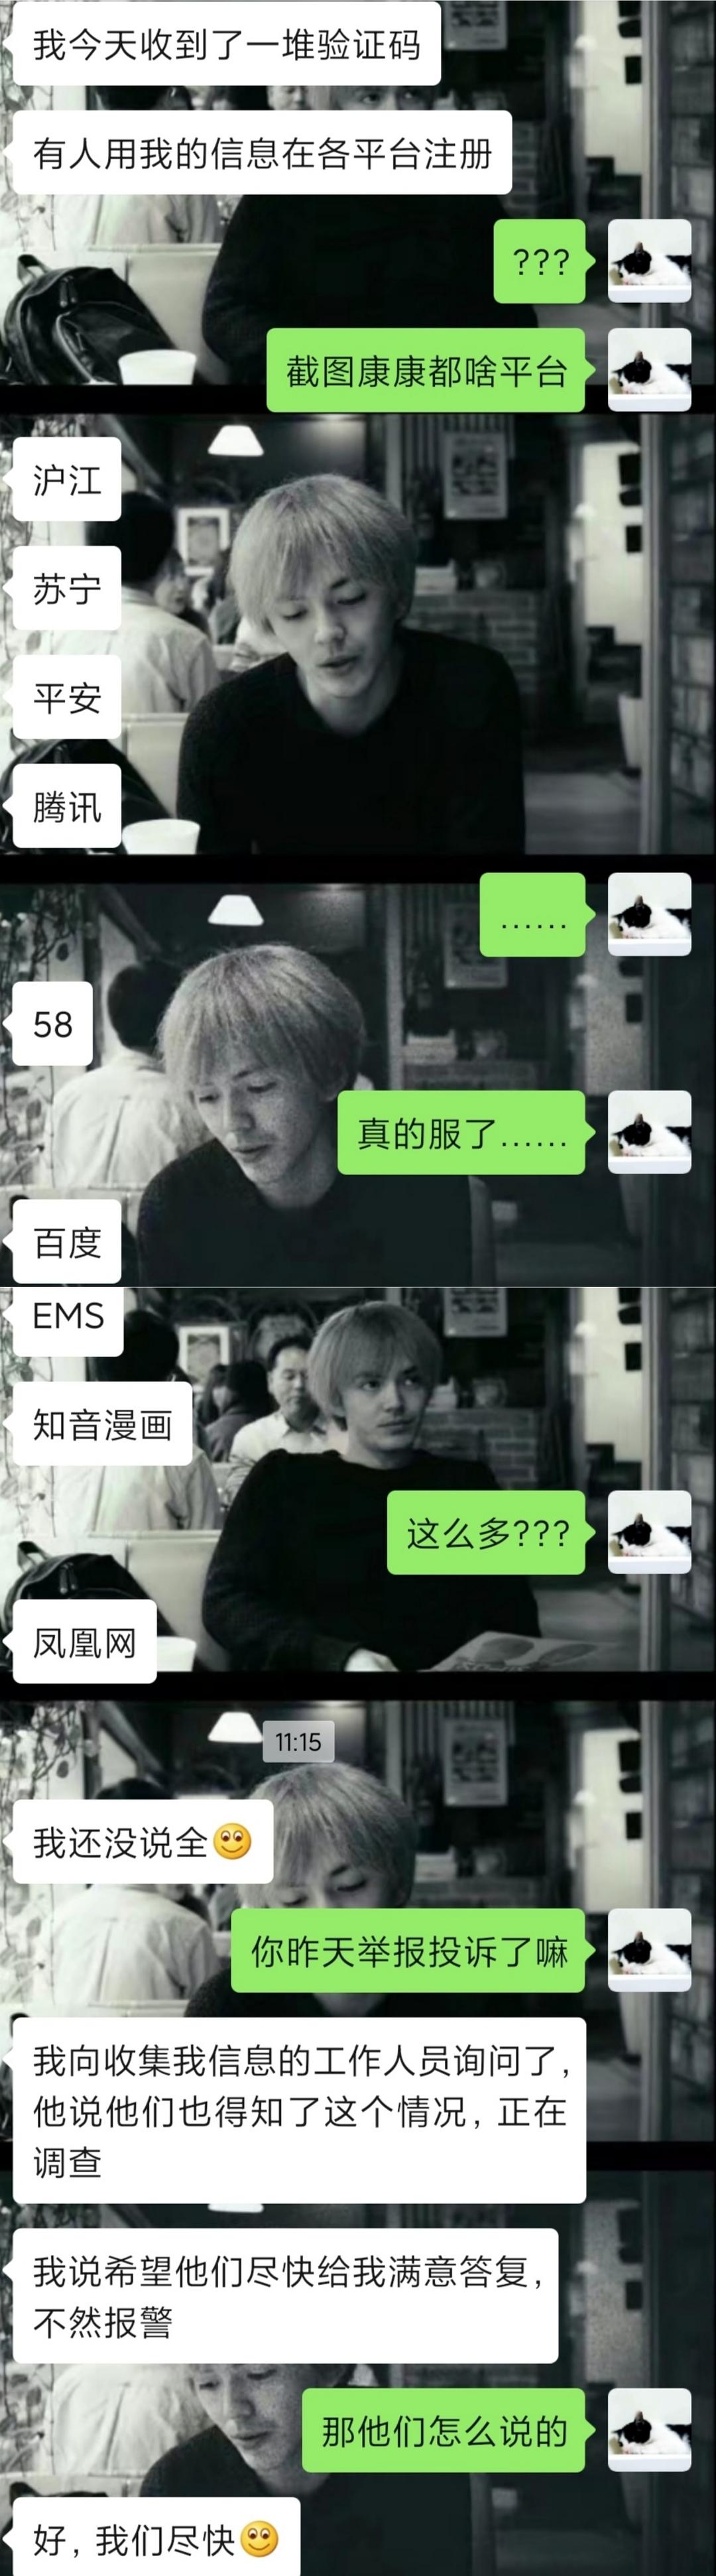 我今天收到了一堆验证码
有人用我的信息在各平台注册
???
截图康康都啥平台
沪江
苏宁
平安
腾讯
......
58
真的服了......
百度
EMS
知音漫画
这么多???
凤凰网
11:15
我还没说全
你昨天举报投诉了嘛
我向收集我信息的工作人员询问了,
他说他们也得知了这个情况, 正在
调查
我说希望他们尽快给我满意答复,
不然报警
那他们怎么说的
好, 我们尽快